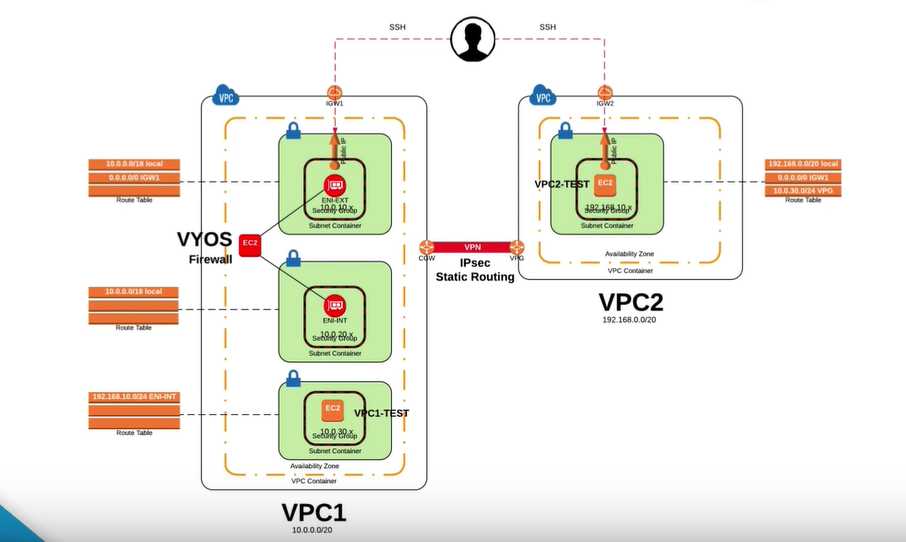 SSH
SSH
VPC
IGW1
VPC
IGW2
Public IP
ENI-EXT
10.0.10.x
Security Group
Subnet Container
10.0.0.0/18 local
0.0.0.0/0 IGW1
Route Table
VYOS
Firewall
EC2
ENI-INT
10.0.20.x
Security Group
Subnet Container
10.0.0.0/18 local
Route Table
EC2
VPC1-TEST
10.0.30.x
Security Group
Subnet Container
Availability Zone
VPC Container
192.168.10.0/24 ENI-INT
Route Table
VPC1
10.0.0.0/20
CGW
VPN
VPG
IPsec
Static Routing
Public IP
VPC2-TEST
EC2
192.168.10.x
Security Group
Subnet Container
Availability Zone
VPC Container
192.168.0.0/20 local
0.0.0.0/0 IGW1
10.0.30.0/24 VPG
Route Table
VPC2
192.168.0.0/20